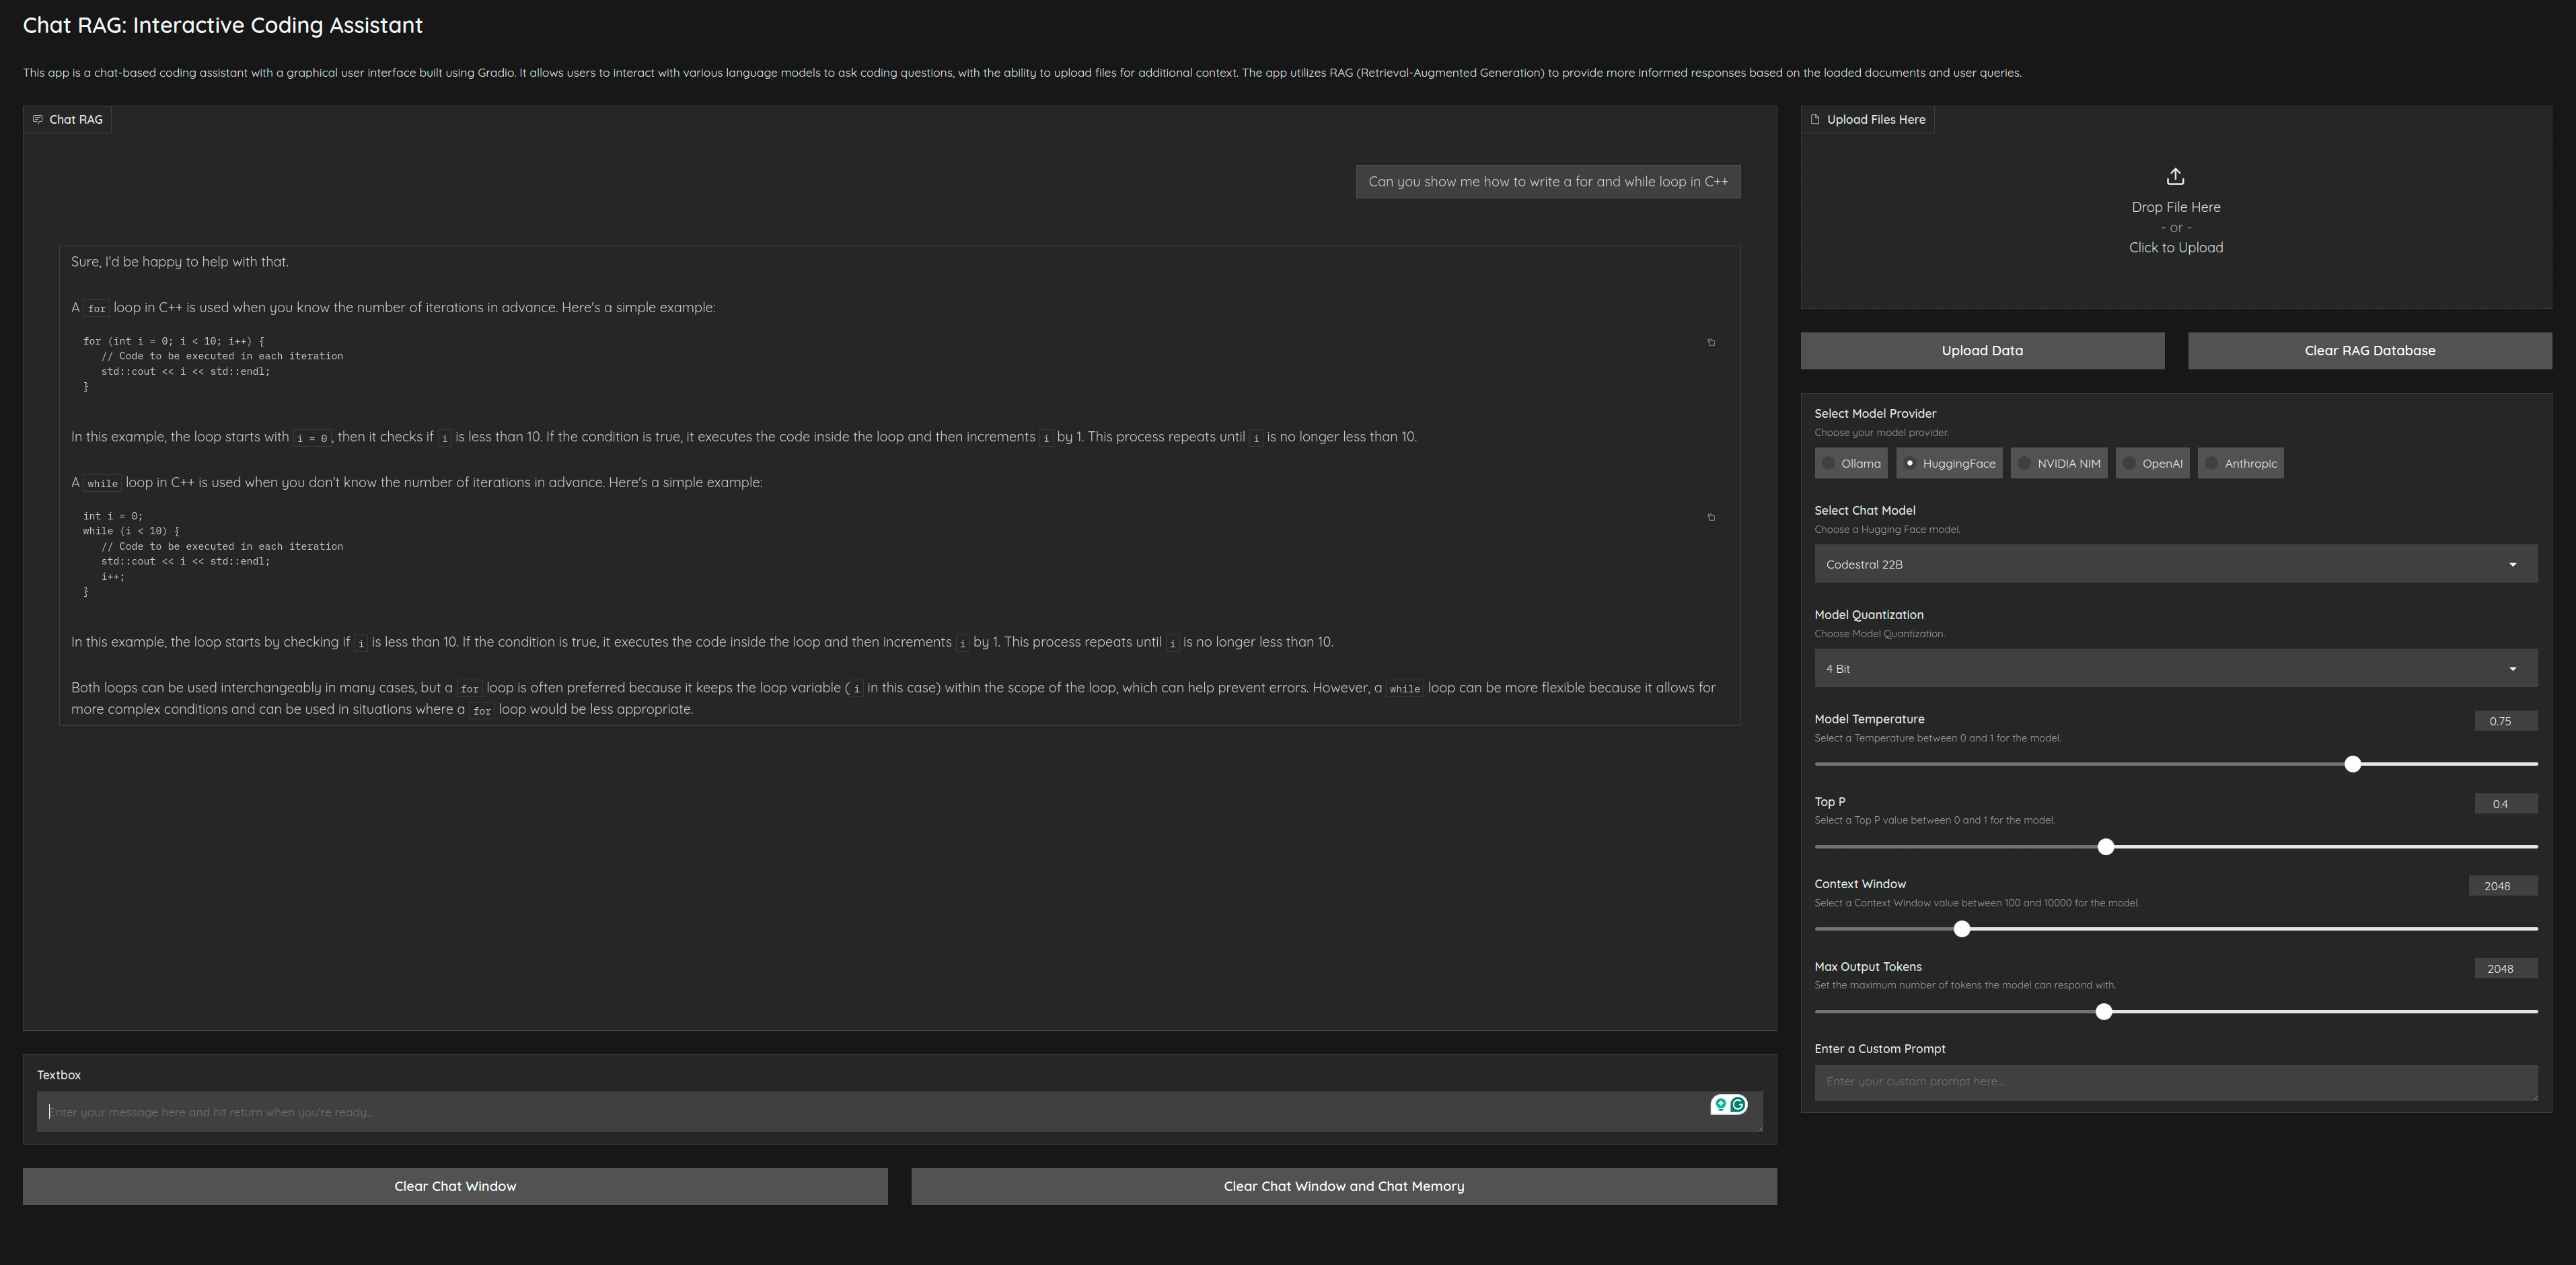 Chat RAG: Interactive Coding Assistant
This app is a chat-based coding assistant with a graphical user interface built using Gradio. It allows users to interact with various language models to ask coding questions, with the ability to upload files for additional context. The app utilizes RAG (Retrieval-Augmented Generation) to provide more informed responses based on the loaded documents and user queries.
Chat RAG
Can you show me how to write a for and while loop in C++
Sure, I'd be happy to help with that.
A for loop in C++ is used when you know the number of iterations in advance. Here's a simple example:
for (int i = 0; i < 10; i++) {
// Code to be executed in each iteration
std::cout << i << std::endl;
}
In this example, the loop starts with i = 0, then it checks if i is less than 10. If the condition is true, it executes the code inside the loop and then increments i by 1. This process repeats until i is no longer less than 10.
A while loop in C++ is used when you don't know the number of iterations in advance. Here's a simple example:
int i = 0;
while (i < 10) {
// Code to be executed in each iteration
std::cout << i << std::endl;
i++;
}
In this example, the loop starts by checking if i is less than 10. If the condition is true, it executes the code inside the loop and then increments i by 1. This process repeats until i is no longer less than 10.
Both loops can be used interchangeably in many cases, but a for loop is often preferred because it keeps the loop variable (i in this case) within the scope of the loop, which can help prevent errors. However, a while loop can be more flexible because it allows for
more complex conditions and can be used in situations where a for loop would be less appropriate.
Textbox
Enter your message here and hit return when you're ready...
Clear Chat Window
Clear Chat Window and Chat Memory
Upload Files Here
Drop File Here
- or -
Click to Upload
Upload Data
Clear RAG Database
Select Model Provider
Choose your model provider.
Ollama HuggingFace NVIDIA NIM OpenAI Anthropic
Select Chat Model
Choose a Hugging Face model.
Codestral 22B
Model Quantization
Choose Model Quantization.
4 Bit
Model Temperature 0.75
Select a Temperature between 0 and 1 for the model.
Top P 0.4
Select a Top P value between 0 and 1 for the model.
Context Window 2048
Select a Context Window value between 100 and 10000 for the model.
Max Output Tokens 2048
Set the maximum number of tokens the model can respond with.
Enter a Custom Prompt
Enter your custom prompt here...